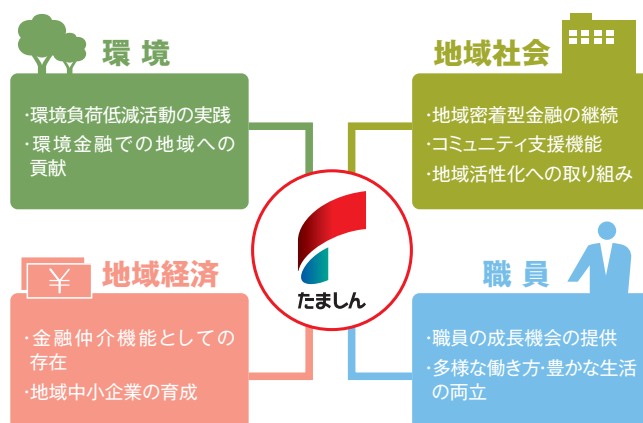 環境
・環境負荷低減活動の実践
・環境金融での地域への
貢献
地域社会
・地域密着型金融の継続
・コミュニティ支援機能
・地域活性化への取り組み
たましん
¥
地域経済
・金融仲介機能としての
存在
・地域中小企業の育成
職員
・職員の成長機会の提供
・多様な働き方・豊かな生活
の両立